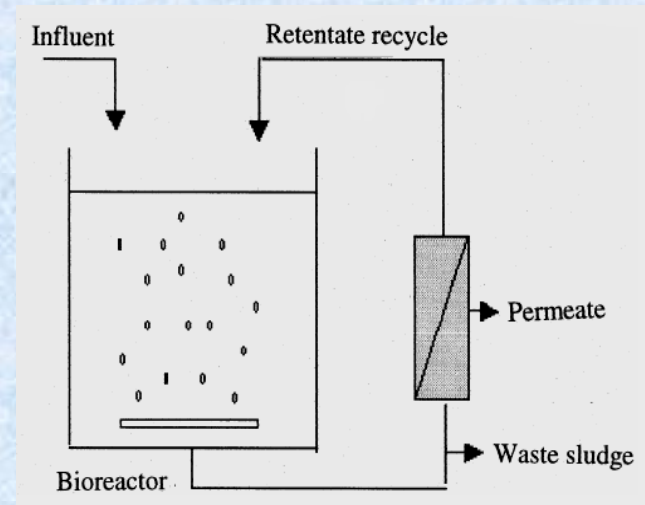 Influent
Retentate recycle
Permeate
Waste sludge
Bioreactor